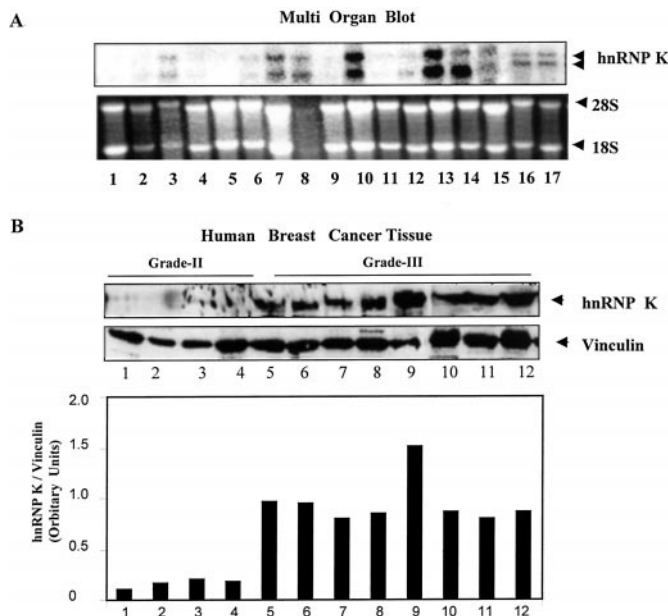 A
Multi Organ Blot
hnRNP K
28S
18S
1 2 3 4 5 6 7 8 9 10 11 12 13 14 15 16 17
B
Human Breast Cancer Tissue
Grade-II Grade-III
hnRNP K
Vinculin
1 2 3 4 5 6 7 8 9 10 11 12
hnRNP K / Vinculin
(Orbitary Units)
2.0
1.5
1.0
0.5
0
1 2 3 4 5 6 7 8 9 10 11 12